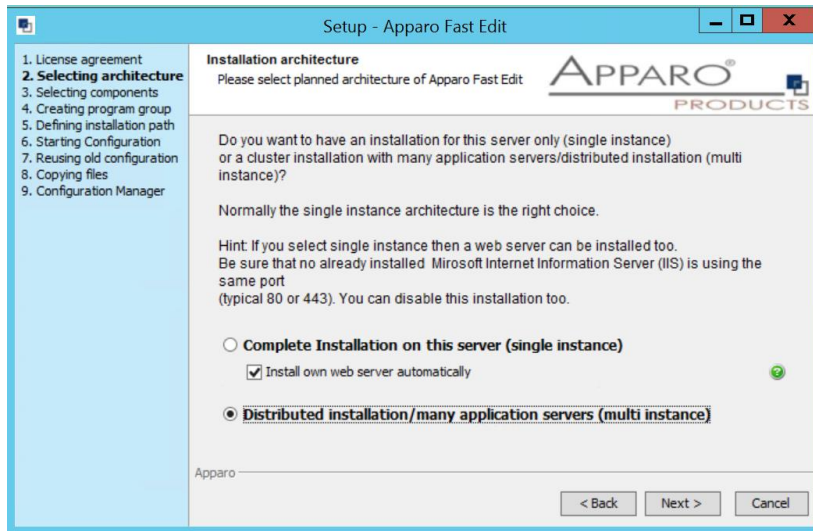 Setup - Apparo Fast Edit
1. License agreement
2. Selecting architecture
3. Selecting components
4. Creating program group
5. Defining installation path
6. Starting Configuration
7. Reusing old configuration
8. Copying files
9. Configuration Manager
Installation architecture
Please select planned architecture of Apparo Fast Edit
APPARO®
PRODUCTS
Do you want to have an installation for this server only (single instance)
or a cluster installation with many application servers/distributed installation (multi
instance)?
Normally the single instance architecture is the right choice.
Hint: If you select single instance then a web server can be installed too.
Be sure that no already installed Mirosoft Internet Information Server (IIS) is using the
same port
(typical 80 or 443). You can disable this installation too.
Complete Installation on this server (single instance)
Install own web server automatically
Distributed installation/many application servers (multi instance)
Apparo
< Back
Next >
Cancel